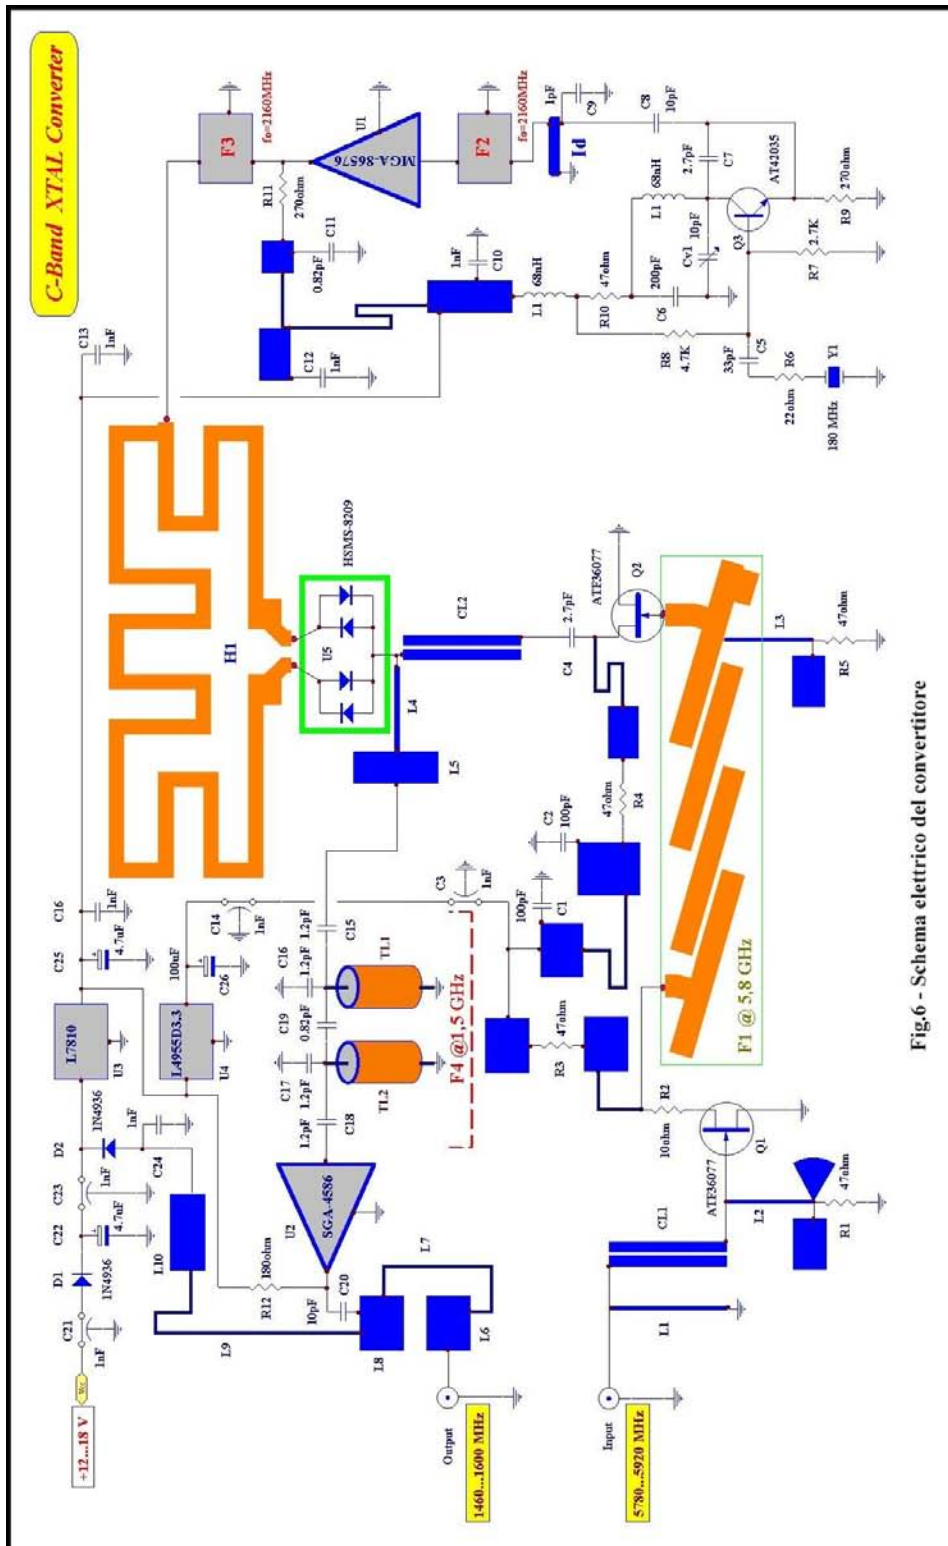 C-Band XTAL Converter
+12...18 V
Vcc
C21
1nF
D1
1N4936
C22
4.7uF
C23
1nF
D2
1N4936
C24
1nF
L7810
U3
C25
4.7uF
C16
1nF
C13
1nF
L4955D3.3
U4
100uF
C26
C14
1nF
L10
L9
R12
180ohm
H1
F3
fo=2160MHz
R11
270ohm
U1
MGA-86576
F2
fo=2160MHz
0.82pF
C11
C12
1nF
1nF
C10
L1
68nH
1pF
C9
Id
C8
10pF
2.7pF
C7
L1
68nH
R10
47ohm
200pF
C6
Cv1
10pF
Q3
AT42035
R9
270ohm
R7
2.7K
R8
4.7K
33pF
C5
R6
22ohm
Y1
180 MHz
HSMS-8209
U5
L4
L5
CL2
C4
2.7pF
ATF36077
Q2
1.2pF
C15
C16
1.2pF
TL1
C19
0.82pF
C17
1.2pF
TL2
1.2pF
C18
F4 @1,5 GHz
U2
SGA-4586
10pF
C20
L8
L7
L6
Output
1460...1600 MHz
C3
1nF
100pF
C1
C2
100pF
47ohm
R4
R3
47ohm
R2
10ohm
F1 @ 5,8 GHz
L3
R5
47ohm
Input
5780...5920 MHz
L1
CL1
ATF36077
Q1
L2
R1
47ohm
Fig.6 - Schema elettrico del convertitore